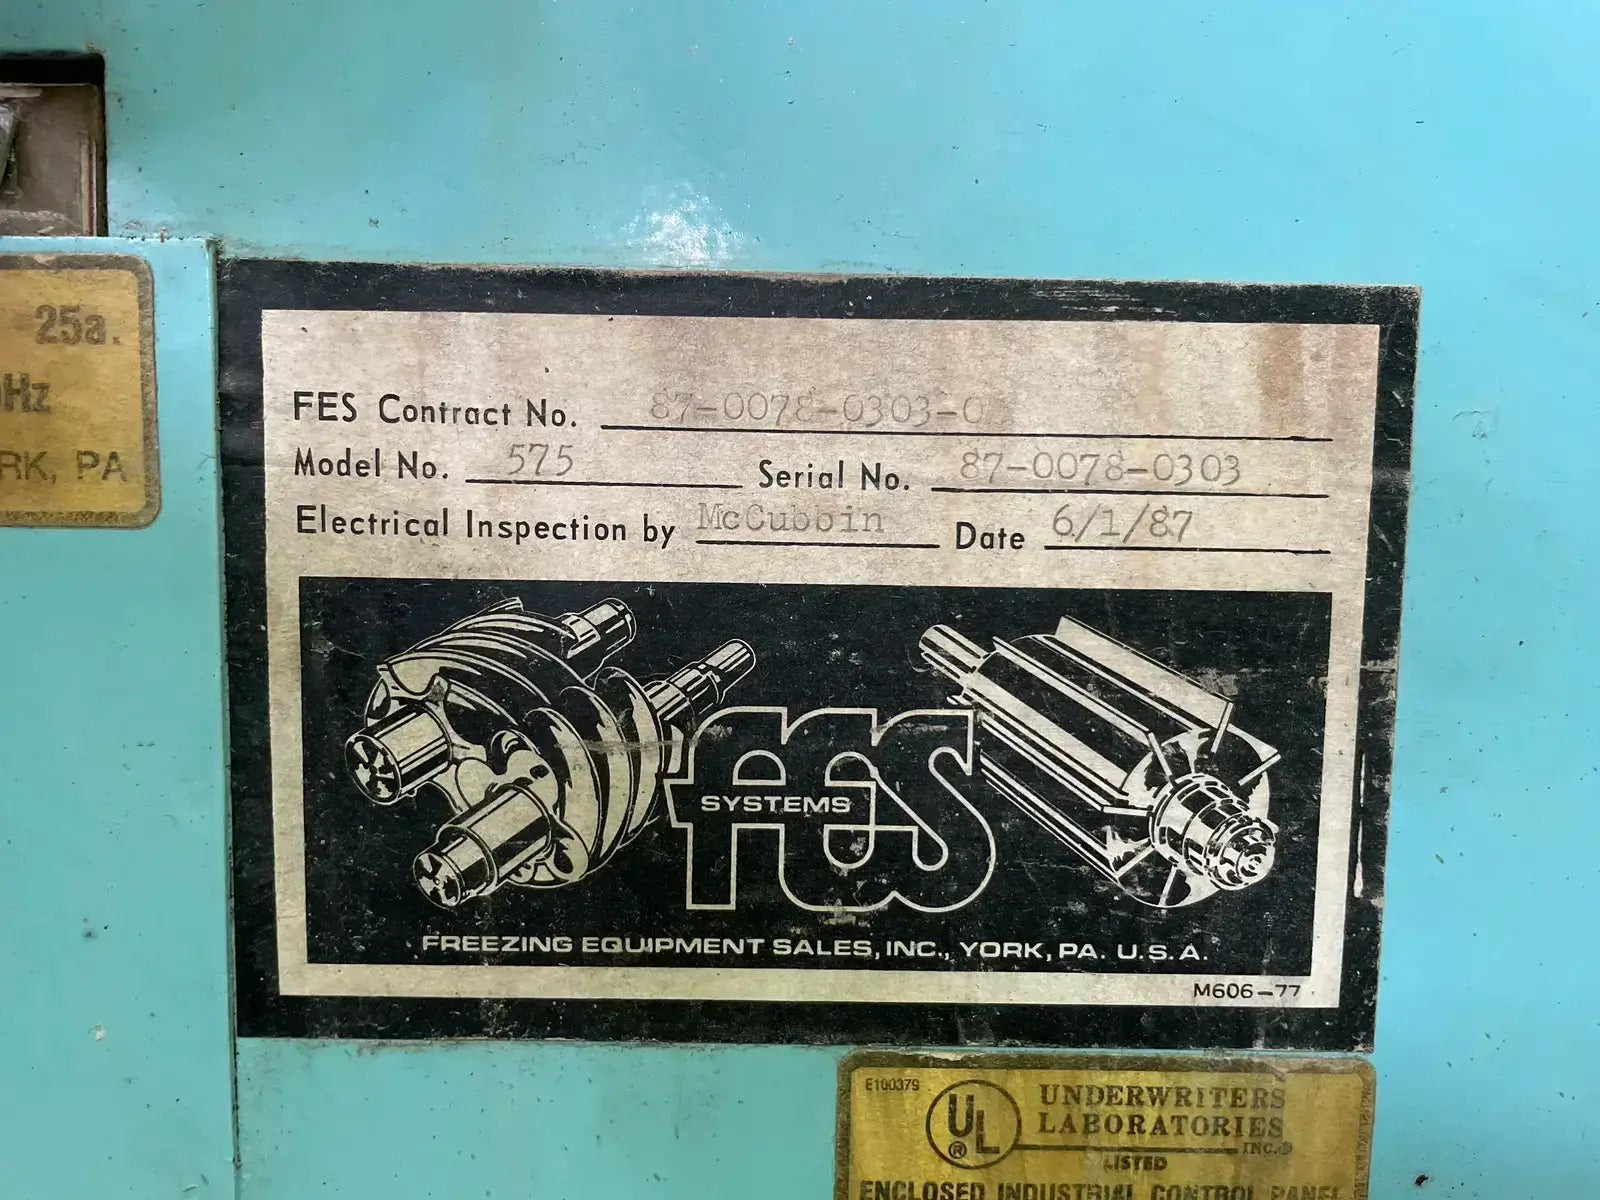 25a.
Hz
RK, PA
FES Contract No. 87-0078-0303-0
Model No. 575 Serial No. 87-0078-0303
Electrical Inspection by McCubbin Date 6/1/87
FES
SYSTEMS
FREEZING EQUIPMENT SALES, INC., YORK, PA. U.S.A.
M606-77
E100379
UL ®
UNDERWRITERS
LABORATORIES
INC.®
LISTED
ENCLOSED INDUSTRIAL CONTROL PANEL